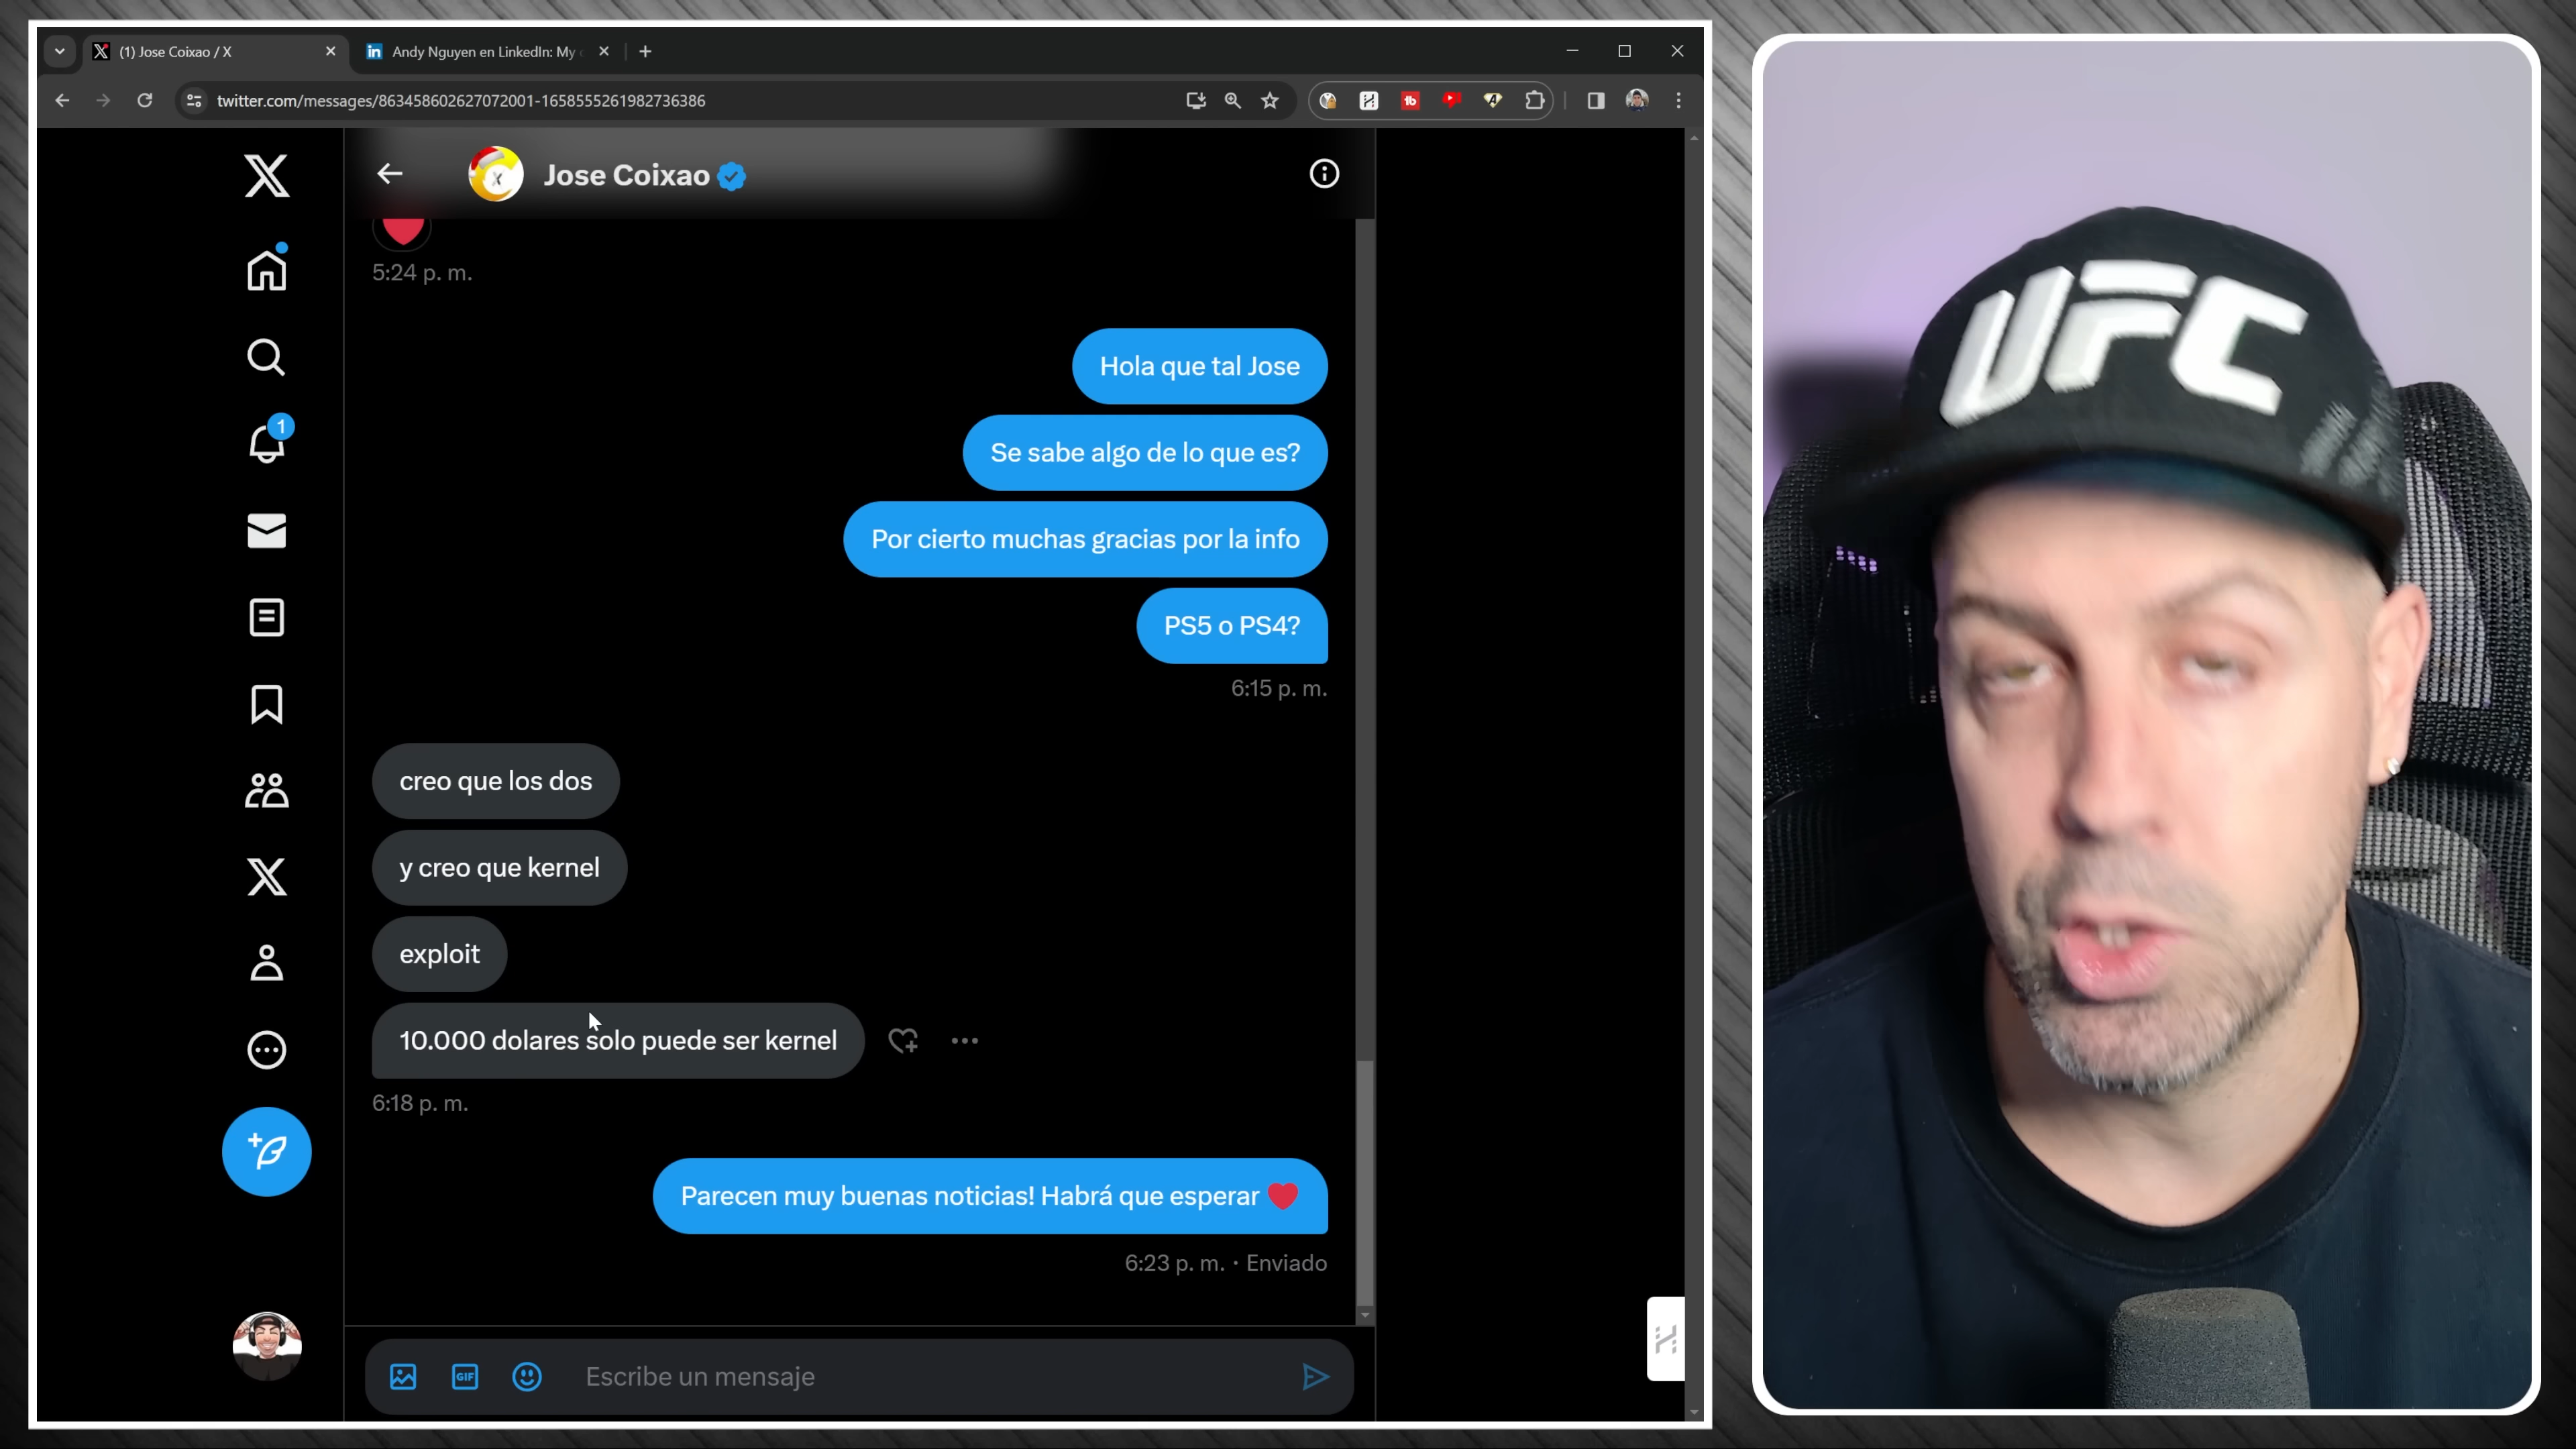 (1) Jose Coixao / X
Andy Nguyen en LinkedIn: My
twitter.com/messages/863458602627072001-1658555261982736386
Jose Coixao
5:24 p. m.
Hola que tal Jose
Se sabe algo de lo que es?
Por cierto muchas gracias por la info
PS5 o PS4?
6:15 p. m.
1
creo que los dos
y creo que kernel
exploit
10.000 dolares solo puede ser kernel
6:18 p. m.
Parecen muy buenas noticias! Habrá que esperar ❤️
6:23 p. m. · Enviado
GIF
Escribe un mensaje
UFC